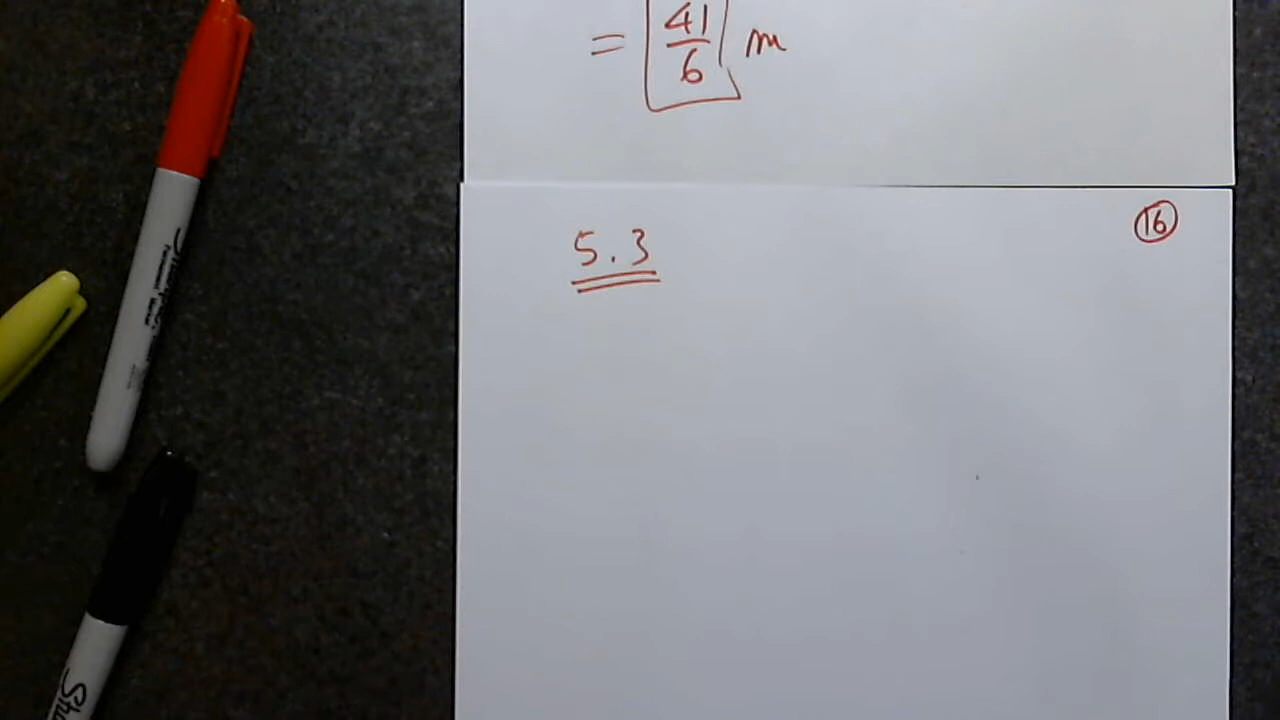 = 41/6 m
16
5.3